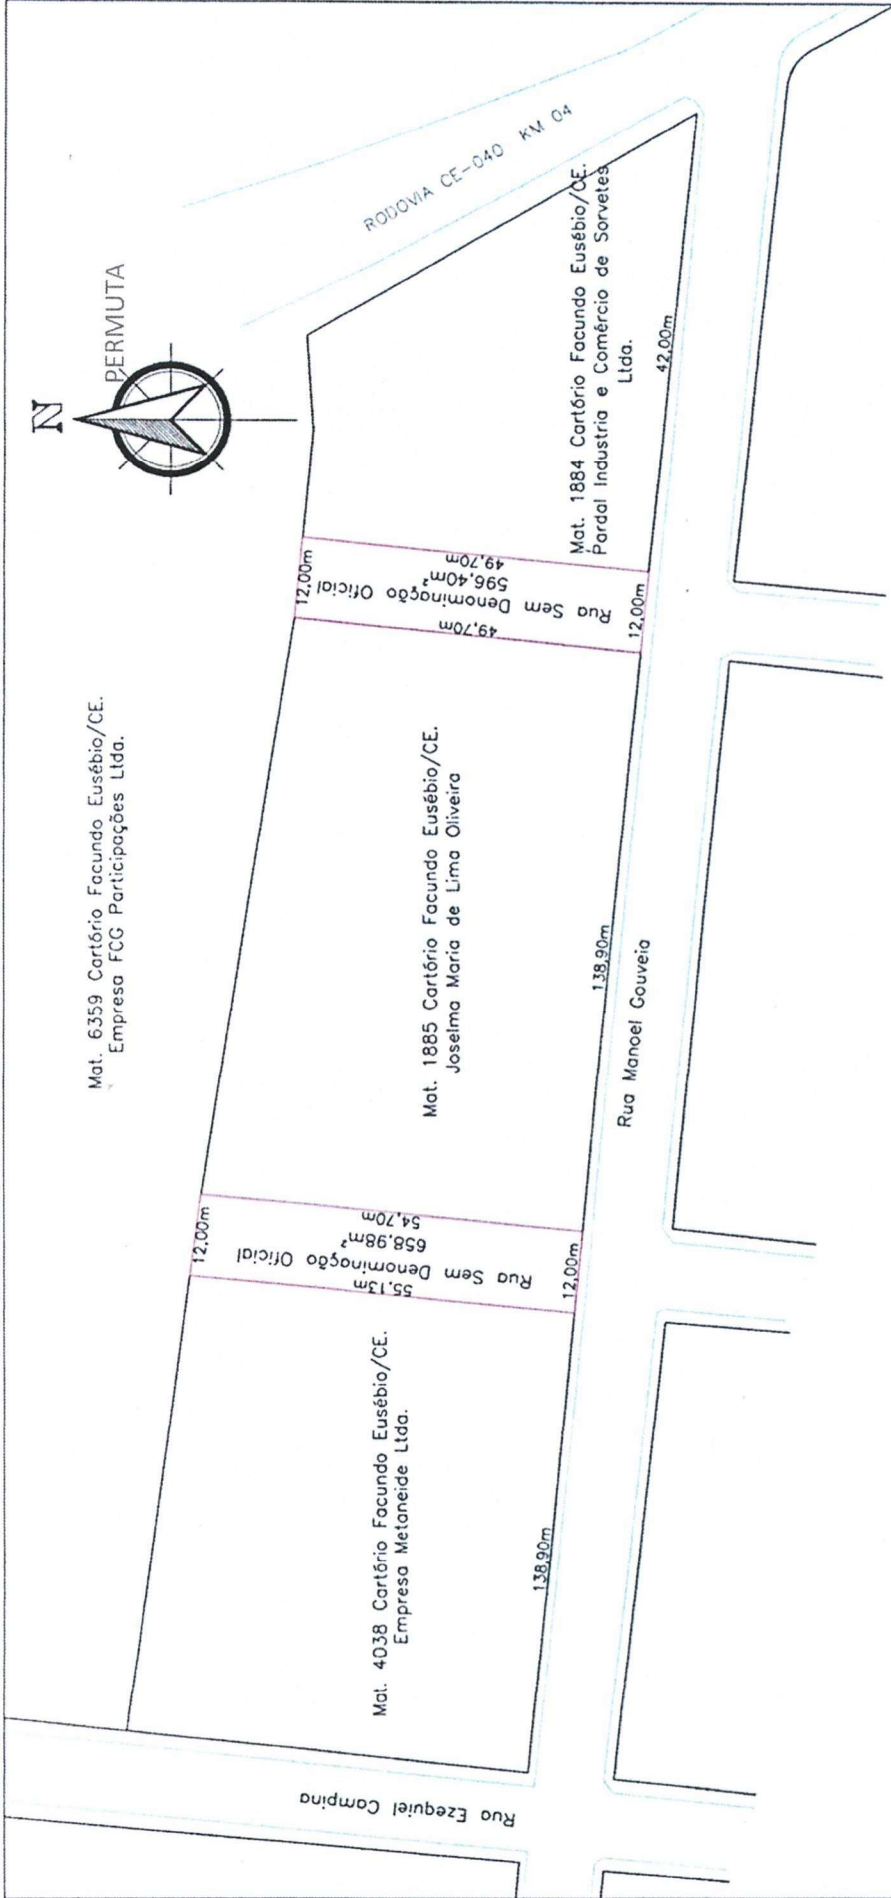 N
PERMUTA
RODOVIA CE-040 KM 04
Mat. 6359 Cartório Facundo Eusébio/CE.
Empresa FCG Participações Ltda.
Mat. 1884 Cartório Facundo Eusébio/CE.
Pardal Industria e Comércio de Sorvetes
Ltda.
42,00m
12,00m
49,70m
596,40m²
Rua Sem Denominação Oficial
49,70m
12,00m
Mat. 1885 Cartório Facundo Eusébio/CE.
Joselma Maria de Lima Oliveira
138,90m
Rua Manoel Gouveia
12,00m
54,70m
658,98m²
Rua Sem Denominação Oficial
55,13m
12,00m
Mat. 4038 Cartório Facundo Eusébio/CE.
Empresa Metaneide Ltda.
138,90m
Rua Ezequiel Campina